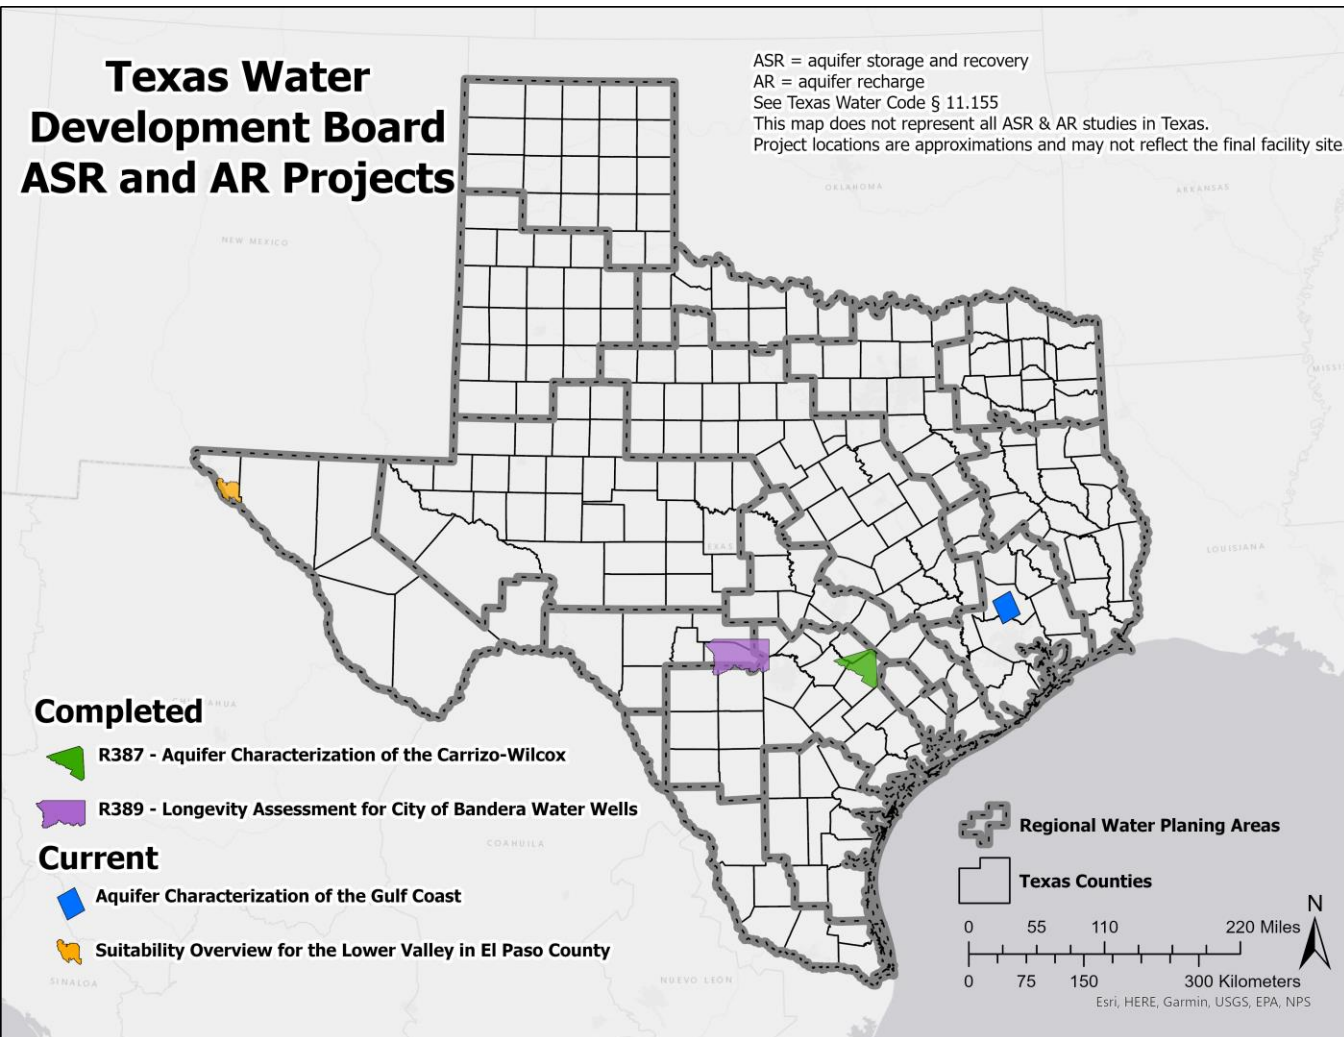 Texas Water
Development Board
ASR and AR Projects
ASR = aquifer storage and recovery
AR = aquifer recharge
See Texas Water Code § 11.155
This map does not represent all ASR & AR studies in Texas.
Project locations are approximations and may not reflect the final facility site.
OKLAHOMA
ARKANSAS
NEW MEXICO
LOUISIANA
Completed
R387 - Aquifer Characterization of the Carrizo-Wilcox
R389 - Longevity Assessment for City of Bandera Water Wells
Current
Aquifer Characterization of the Gulf Coast
Suitability Overview for the Lower Valley in El Paso County
COAHUILA
SINALOA
NUEVO LEÓN
Regional Water Planing Areas
Texas Counties
N
0 55 110 220 Miles
0 75 150 300 Kilometers
Esri, HERE, Garmin, USGS, EPA, NPS